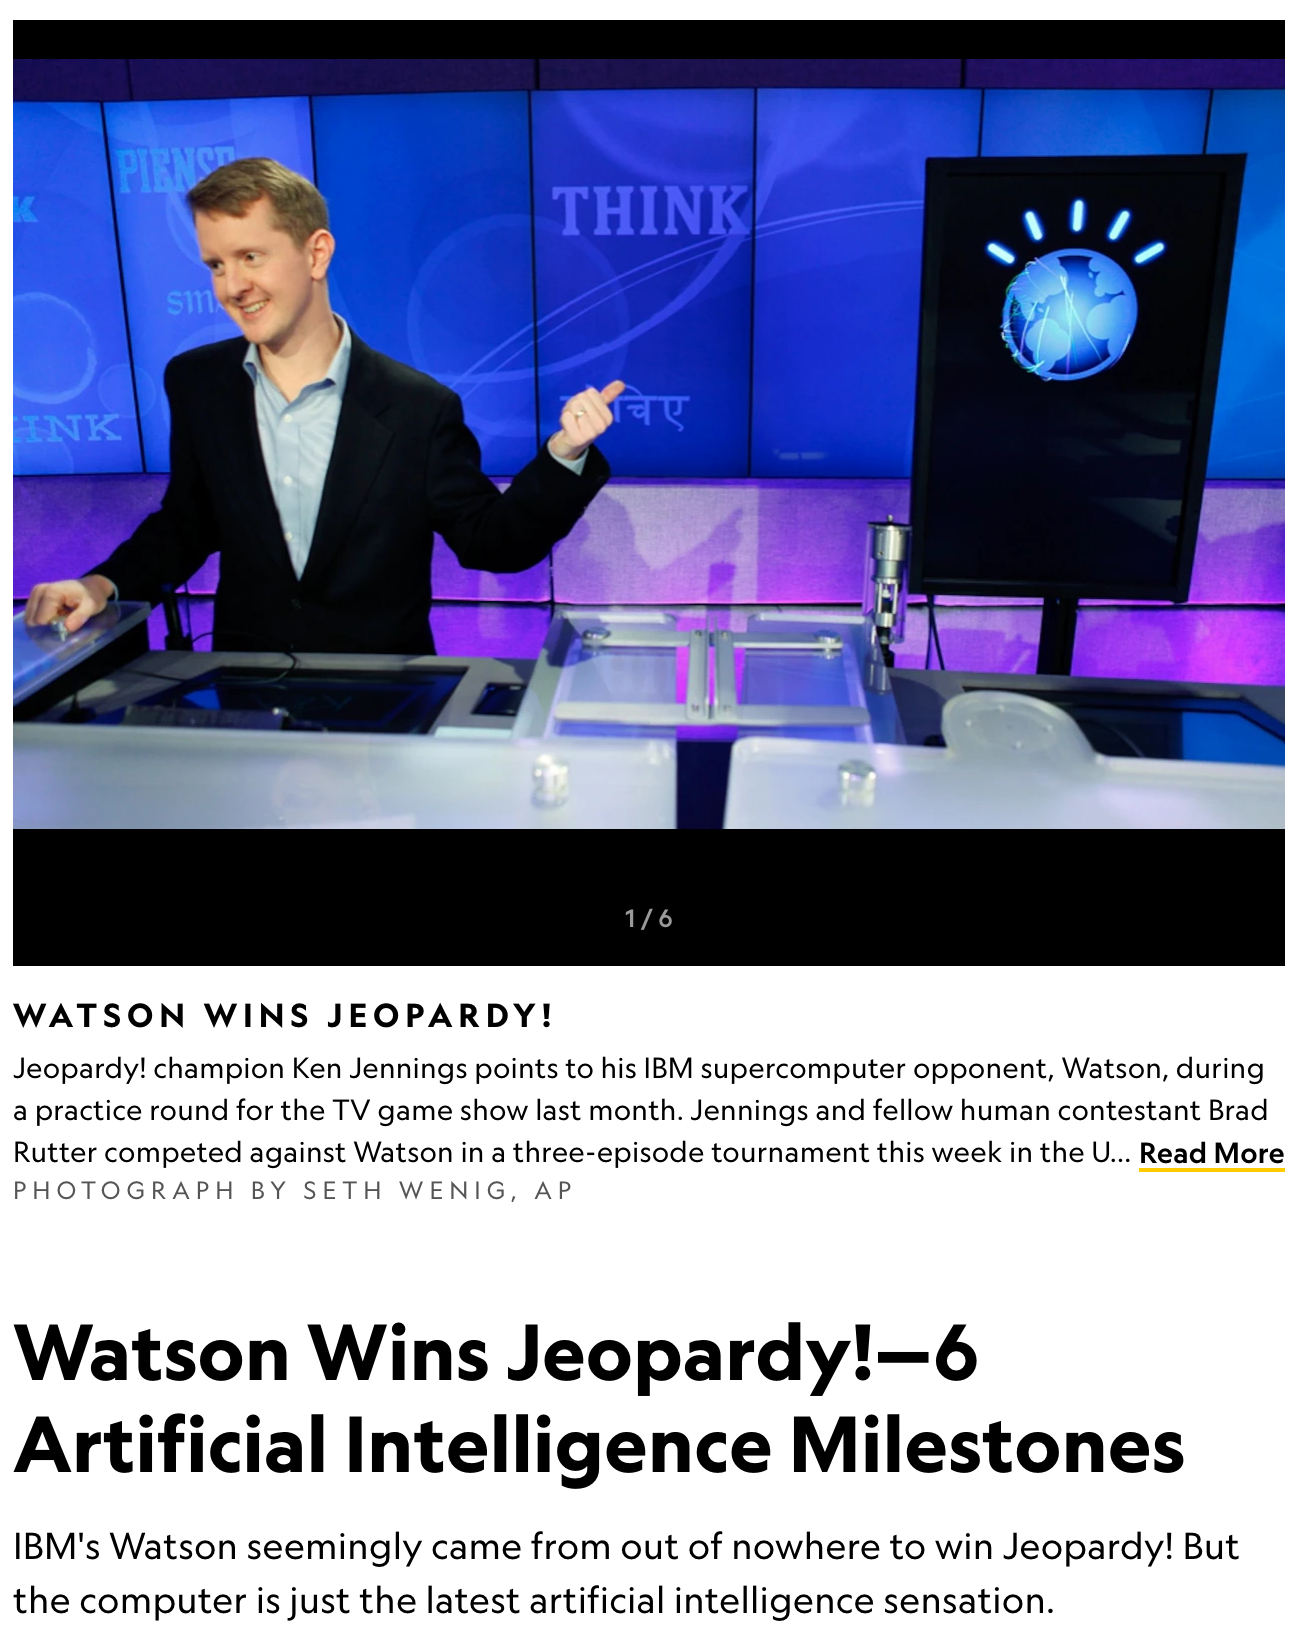 PIENSE
THINK
THINK
1/6
WATSON WINS JEOPARDY!
Jeopardy! champion Ken Jennings points to his IBM supercomputer opponent, Watson, during
a practice round for the TV game show last month. Jennings and fellow human contestant Brad
Rutter competed against Watson in a three-episode tournament this week in the U... Read More
PHOTOGRAPH BY SETH WENIG, AP
Watson Wins Jeopardy!—6
Artificial Intelligence Milestones
IBM's Watson seemingly came from out of nowhere to win Jeopardy! But
the computer is just the latest artificial intelligence sensation.